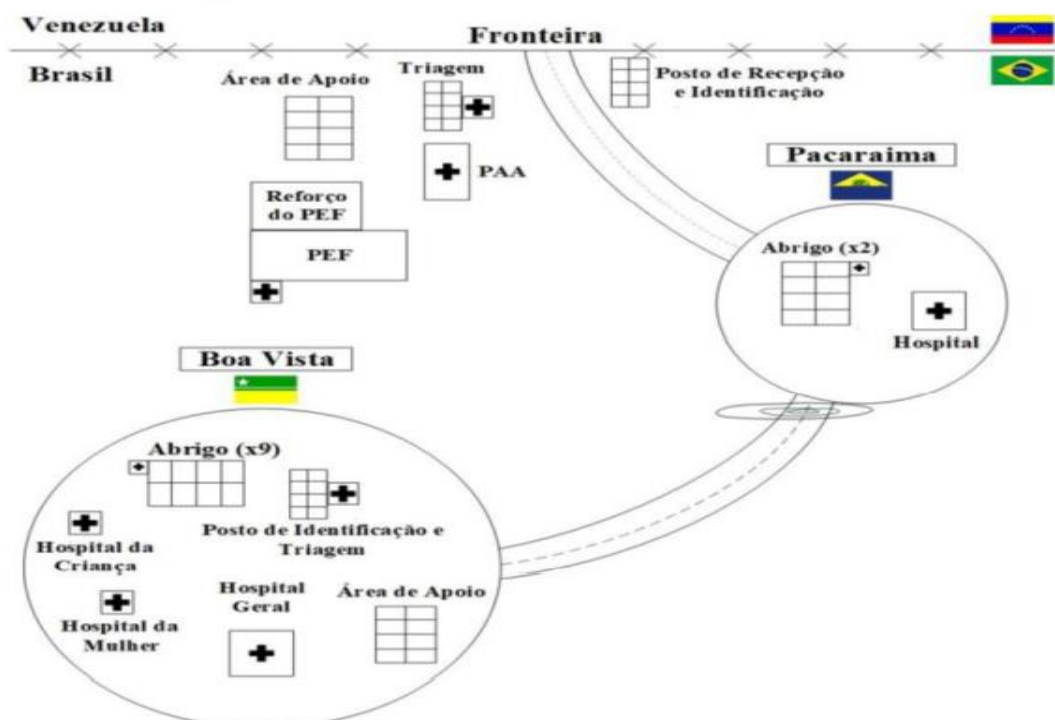 Venezuela
Fronteira
Brasil
Área de Apoio
Triagem
Posto de Recepção
e Identificação
PAA
Pacaraima
Reforço
do PEF
PEF
Abrigo (x2)
Hospital
Boa Vista
Abrigo (x9)
Posto de Identificação e
Triagem
Hospital da
Criança
Hospital
Geral
Área de Apoio
Hospital da
Mulher